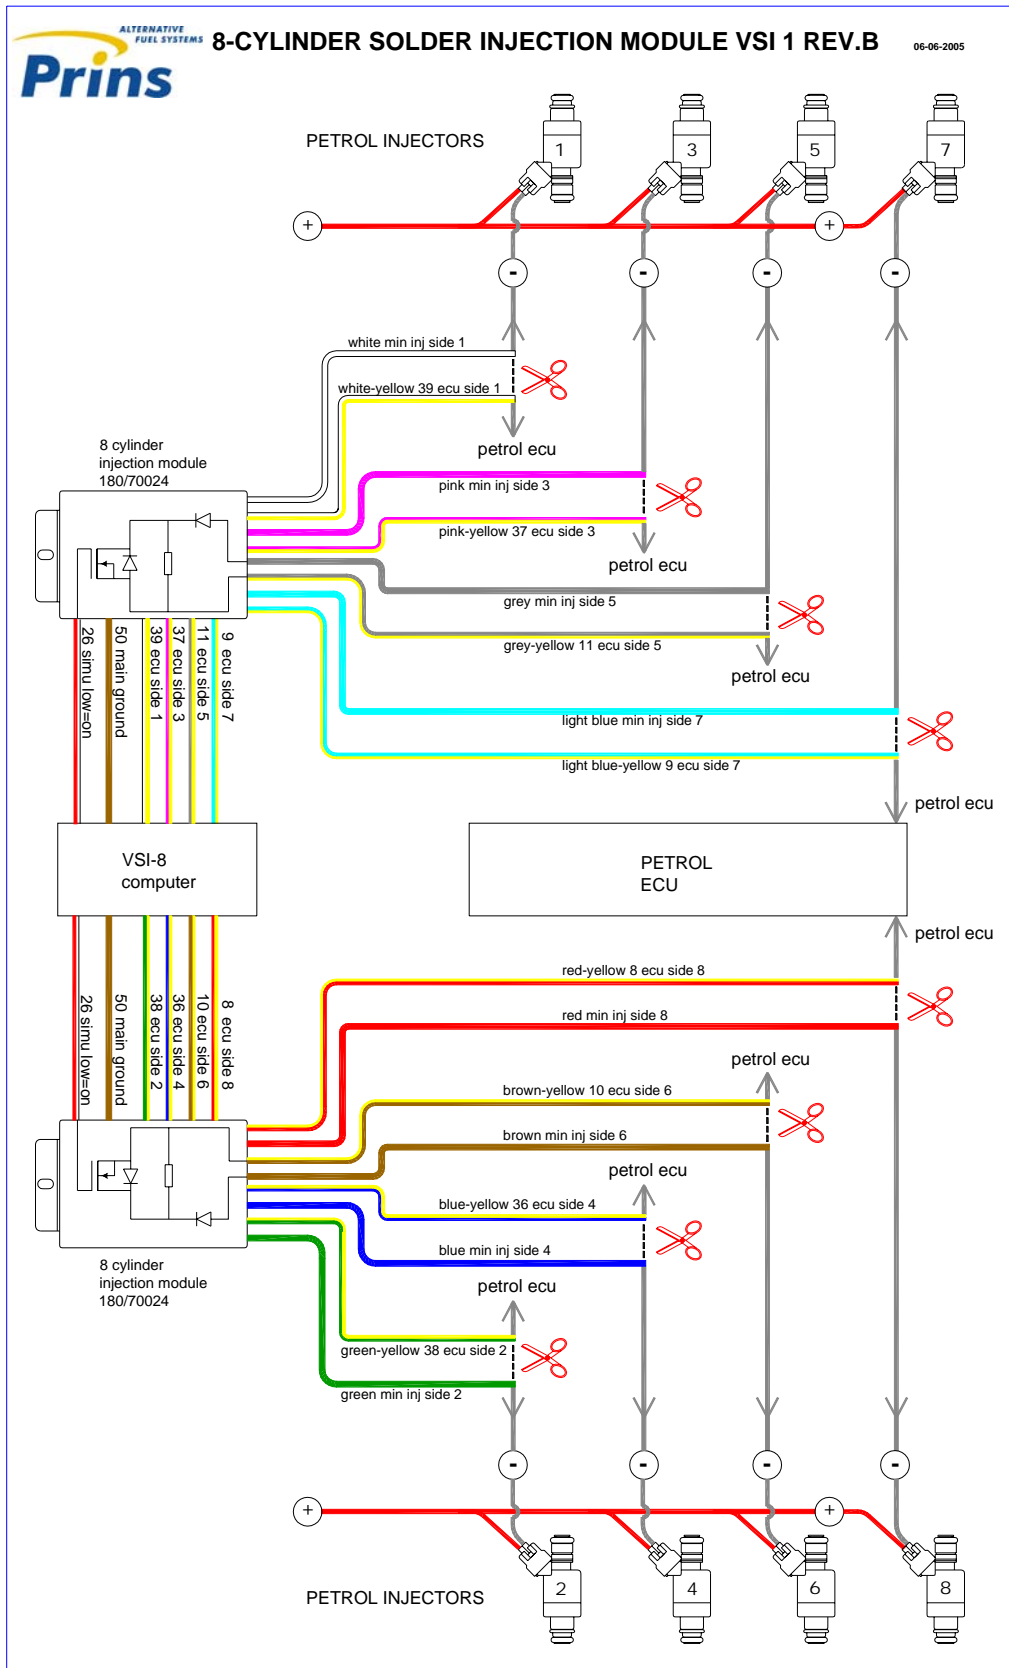 ALTERNATIVE
FUEL SYSTEMS
Prins
8-CYLINDER SOLDER INJECTION MODULE VSI 1 REV.B
06-06-2005
PETROL INJECTORS
1
3
5
7
+
+
-
-
-
-
white min inj side 1
white-yellow 39 ecu side 1
petrol ecu
8 cylinder
injection module
180/70024
pink min inj side 3
pink-yellow 37 ecu side 3
petrol ecu
grey min inj side 5
grey-yellow 11 ecu side 5
petrol ecu
26 simu low=on
50 main ground
39 ecu side 1
37 ecu side 3
11 ecu side 5
9 ecu side 7
light blue min inj side 7
light blue-yellow 9 ecu side 7
petrol ecu
VSI-8
computer
PETROL
ECU
petrol ecu
red-yellow 8 ecu side 8
red min inj side 8
26 simu low=on
50 main ground
38 ecu side 2
36 ecu side 4
10 ecu side 6
8 ecu side 8
petrol ecu
brown-yellow 10 ecu side 6
brown min inj side 6
petrol ecu
blue-yellow 36 ecu side 4
blue min inj side 4
8 cylinder
injection module
180/70024
petrol ecu
green-yellow 38 ecu side 2
green min inj side 2
-
-
-
-
+
+
PETROL INJECTORS
2
4
6
8